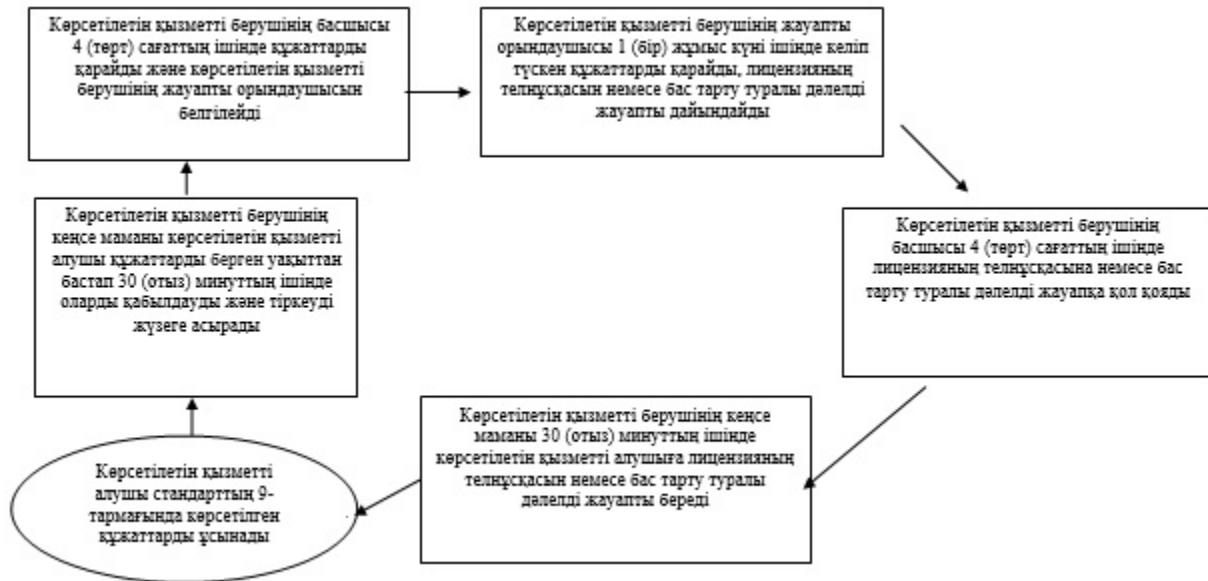 Көрсетілетін қызметті берушінің басшысы
4 (төрт) сағаттың ішінде құжаттарды
қарайды және көрсетілетін қызметті
берушінің жауапты орындаушысын
белгілейді
Көрсетілетін қызметті берушінің жауапты
орындаушысы 1 (бір) жұмыс күні ішінде келіп
түскен құжаттарды қарайды, лицензияның
телнұсқасын немесе бас тарту туралы дәлелді
жауапты дайындайды
Көрсетілетін қызметті берушінің
басшысы 4 (төрт) сағаттың ішінде
лицензияның телнұсқасына немесе бас
тарту туралы дәлелді жауапқа қол қояды
Көрсетілетін қызметті берушінің кеңсе
маманы 30 (отыз) минуттың ішінде
көрсетілетін қызметті алушыға лицензияның
телнұсқасын немесе бас тарту туралы
дәлелді жауапты береді
Көрсетілетін қызметті
алушы стандарттың 9-
тармағында көрсетілген
құжаттарды ұсынады
Көрсетілетін қызметті берушінің
кеңсе маманы көрсетілетін қызметті
алушы құжаттарды берген уақыттан
бастап 30 (отыз) минуттың ішінде
оларды қабылдауды және тіркеуді
жүзеге асырады